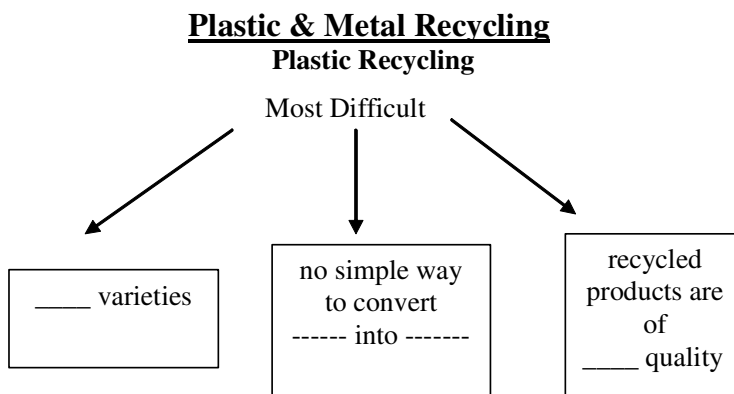 Plastic & Metal Recycling
Plastic Recycling
Most Difficult
____ varieties
no simple way
to convert
------ into -------
recycled
products are
of
____ quality